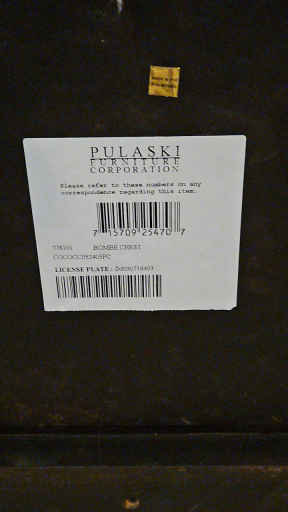 PULASKI
FURNITURE
CORPORATION
Please refer to these numbers on any
correspondence regarding this item.
7 15709 25470 7
BOMBE CHEST
LICENSE PLATE: